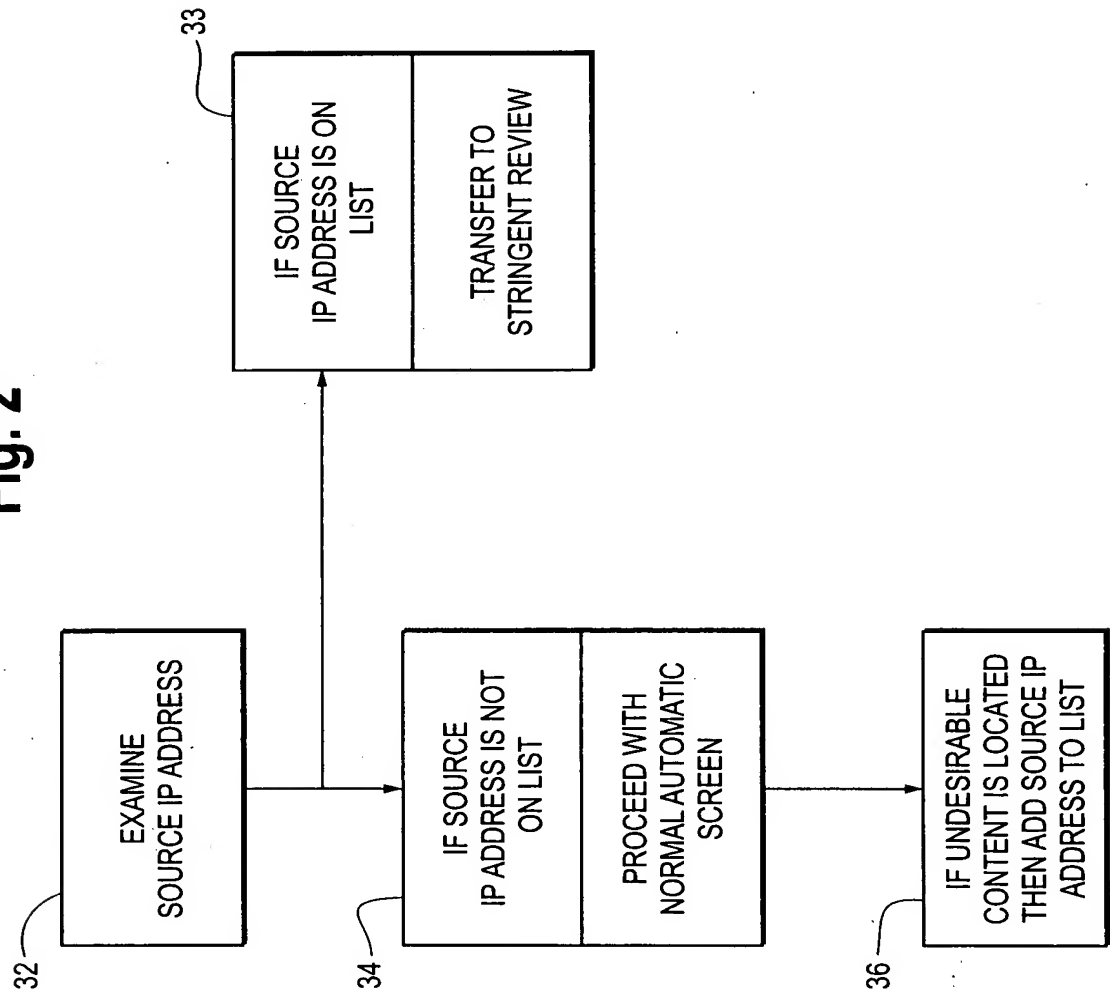 Fig. 2
32
EXAMINE
SOURCE IP ADDRESS
33
IF SOURCE
IP ADDRESS IS ON
LIST
TRANSFER TO
STRINGENT REVIEW
34
IF SOURCE
IP ADDRESS IS NOT
ON LIST
PROCEED WITH
NORMAL AUTOMATIC
SCREEN
36
IF UNDESIRABLE
CONTENT IS LOCATED
THEN ADD SOURCE IP
ADDRESS TO LIST